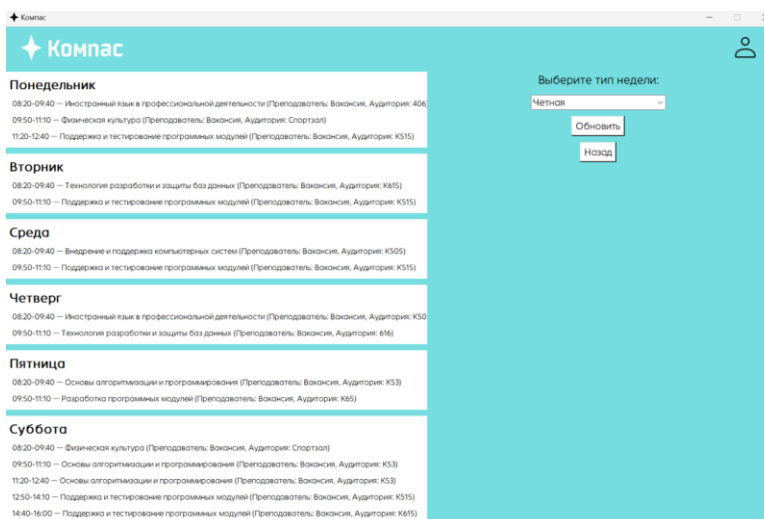 Компас
Компас
Понедельник
08:20-09:40 — Иностранный язык в профессиональной деятельности (Преподаватель: Вакансия, Аудитория: 406)
09:50-11:10 — Физическая культура (Преподаватель: Вакансия, Аудитория: Спортзал)
11:20-12:40 — Поддержка и тестирование программных модулей (Преподаватель: Вакансия, Аудитория: К515)
Вторник
08:20-09:40 — Технология разработки и защиты баз данных (Преподаватель: Вакансия, Аудитория: К615)
09:50-11:10 — Поддержка и тестирование программных модулей (Преподаватель: Вакансия, Аудитория: К515)
Среда
08:20-09:40 — Внедрение и поддержка компьютерных систем (Преподаватель: Вакансия, Аудитория: К505)
09:50-11:10 — Поддержка и тестирование программных модулей (Преподаватель: Вакансия, Аудитория: К515)
Четверг
08:20-09:40 — Иностранный язык в профессиональной деятельности (Преподаватель: Вакансия, Аудитория: К50
09:50-11:10 — Технология разработки и защиты баз данных (Преподаватель: Вакансия, Аудитория: 616)
Пятница
08:20-09:40 — Основы алгоритмизации и программирования (Преподаватель: Вакансия, Аудитория: К53)
09:50-11:10 — Разработка программных модулей (Преподаватель: Вакансия, Аудитория: К65)
Суббота
08:20-09:40 — Физическая культура (Преподаватель: Вакансия, Аудитория: Спортзал)
09:50-11:10 — Основы алгоритмизации и программирования (Преподаватель: Вакансия, Аудитория: К53)
11:20-12:40 — Основы алгоритмизации и программирования (Преподаватель: Вакансия, Аудитория: К53)
12:50-14:10 — Поддержка и тестирование программных модулей (Преподаватель: Вакансия, Аудитория: К515)
14:40-16:00 — Поддержка и тестирование программных модулей (Преподаватель: Вакансия, Аудитория: К615)
Выберите тип недели:
Четная
Обновить
Назад